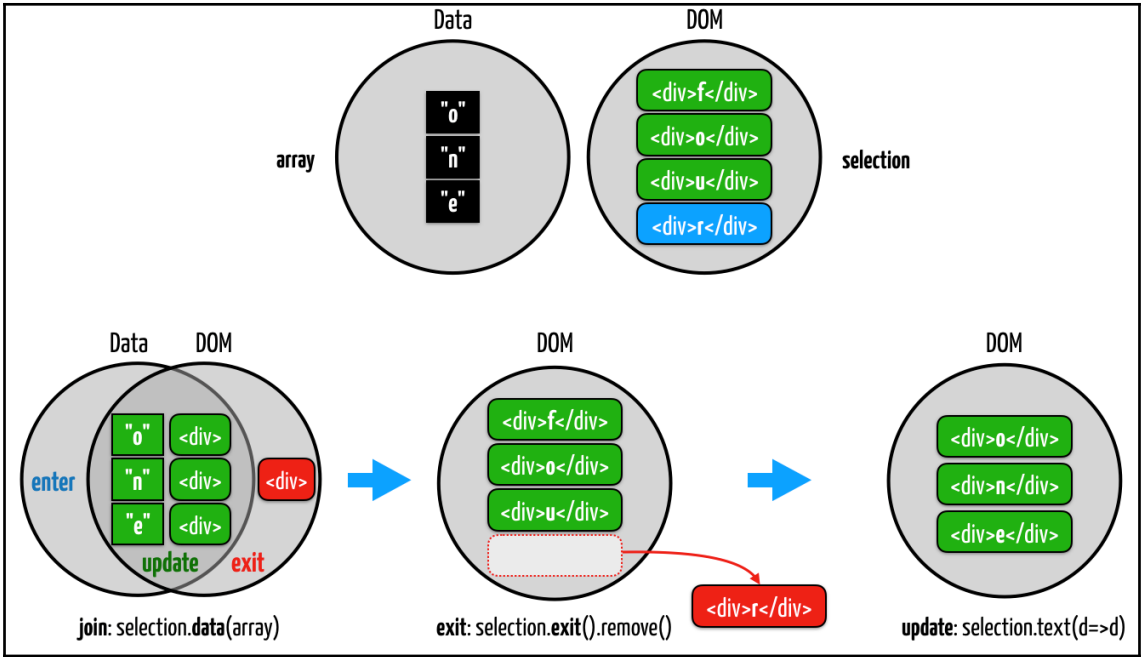 Data
DOM
array
"o"
"n"
"e"
<div>f</div>
<div>o</div>
<div>u</div>
<div>r</div>
selection
Data
DOM
enter
"o" <div>
"n" <div>
"e" <div>
<div>
update
exit
join: selection.data(array)
DOM
<div>f</div>
<div>o</div>
<div>u</div>
<div>r</div>
exit: selection.exit().remove()
DOM
<div>o</div>
<div>n</div>
<div>e</div>
update: selection.text(d=>d)